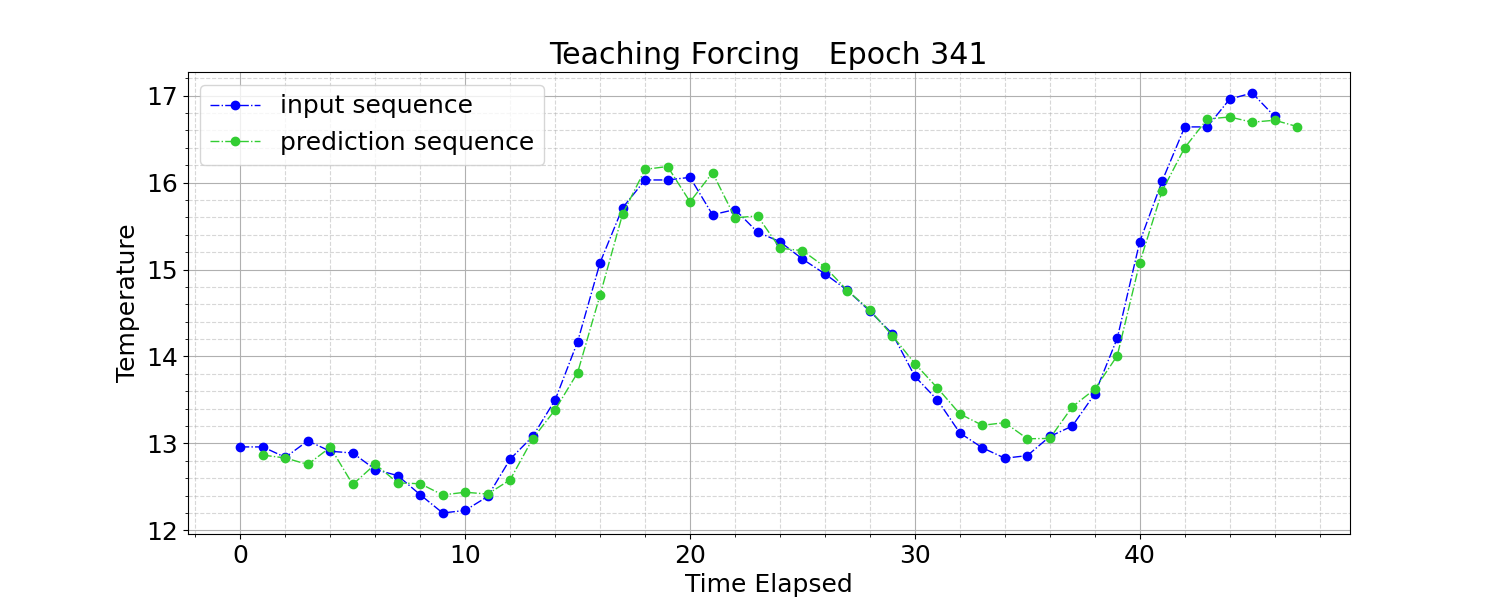 Teaching Forcing   Epoch 341
input sequence
prediction sequence
17
16
15
14
13
12
Temperature
0 10 20 30 40
Time Elapsed